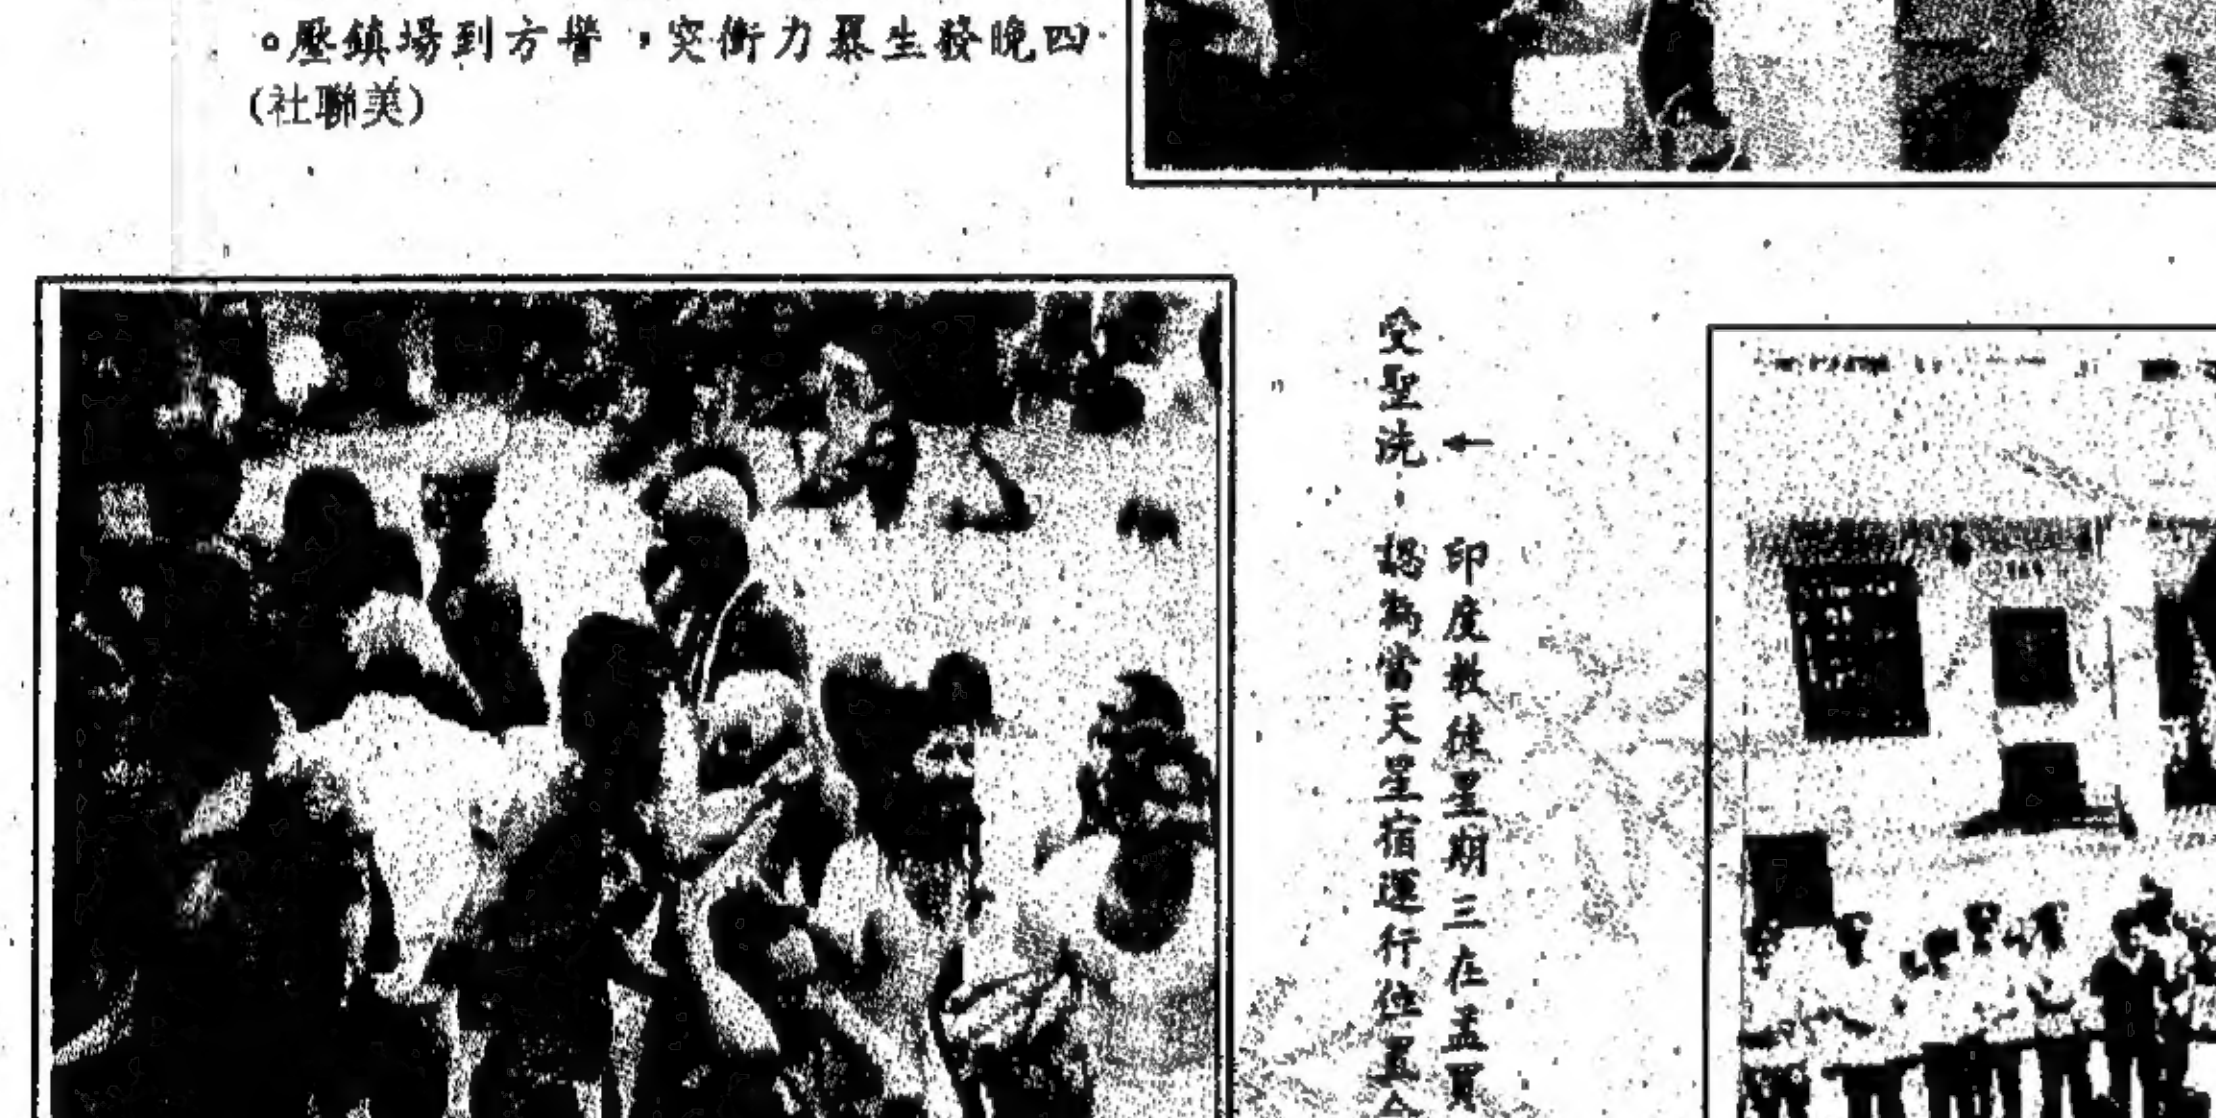 四晚發生暴力衝突，警方到場鎮壓。
(美聯社)
← 印度教徒星期三在孟買
受聖洗，認為當天星宿運行位置